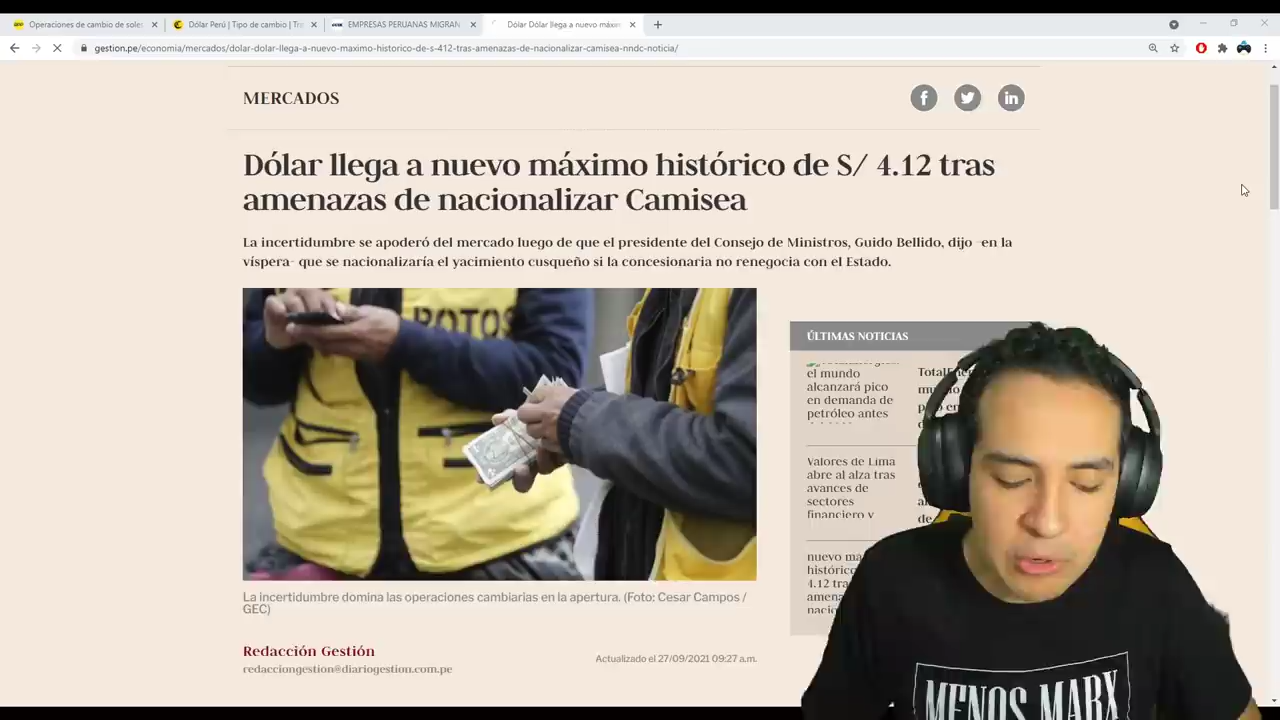 Operaciones de cambio de soles
Dólar Perú | Tipo de cambio | Tr
EMPRESAS PERUANAS MIGRAN
Dólar Dólar llega a nuevo máxim
gestion.pe/economia/mercados/dolar-dolar-llega-a-nuevo-maximo-historico-de-s-412-tras-amenazas-de-nacionalizar-camisea-nndc-noticia/
MERCADOS
Dólar llega a nuevo máximo histórico de S/ 4.12 tras
amenazas de nacionalizar Camisea
La incertidumbre se apoderó del mercado luego de que el presidente del Consejo de Ministros, Guido Bellido, dijo -en la
víspera- que se nacionalizaría el yacimiento cusqueño si la concesionaria no renegocia con el Estado.
ÚLTIMAS NOTICIAS
el mundo
alcanzará pico
en demanda de
petróleo antes
Valores de Lima
abre al alza tras
avances de
sectores
financiero y
nuevo
4.12
La incertidumbre domina las operaciones cambiarias en la apertura. (Foto: Cesar Campos /
GEC)
Redacción Gestión
redacciongestion@diariogestion.com.pe
Actualizado el 27/09/2021 09:27 a.m.
MENOS MARX